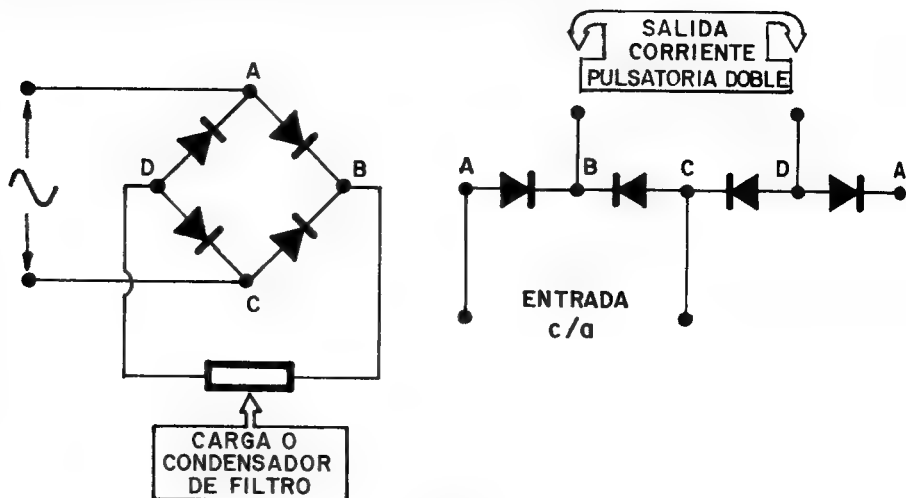 A
D
B
C
CARGA O
CONDENSADOR
DE FILTRO
SALIDA
CORRIENTE
PULSATORIA DOBLE
A
B
C
D
A
ENTRADA
c/a